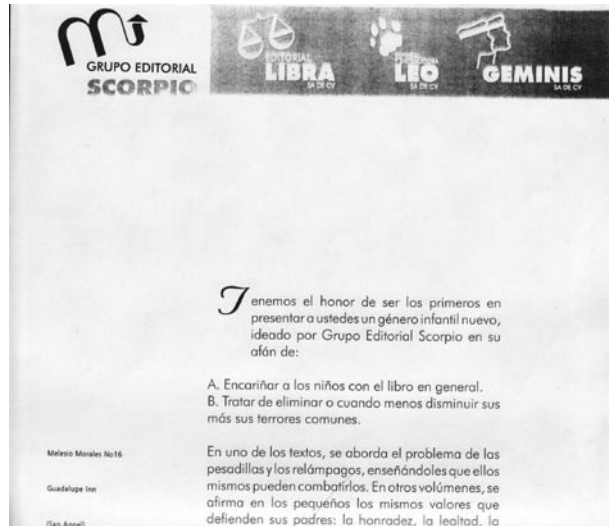 GRUPO EDITORIAL
SCORPIO
EDITORIAL
LIBRA
SA DE CV
LEO
SA DE CV
GEMINIS
SA DE CV
Tenemos el honor de ser los primeros en
presentar a ustedes un género infantil nuevo,
ideado por Grupo Editorial Scorpio en su
afán de:
A. Encariñar a los niños con el libro en general.
B. Tratar de eliminar o cuando menos disminuir sus
más sus terrores comunes.
En uno de los textos, se aborda el problema de las
pesadillas y los relámpagos, enseñándoles que ellos
mismos pueden combatírlos. En otros volúmenes, se
afirma en los pequeños los mismos valores que
defienden sus padres: la honradez, la lealtad, la
Melesio Morales No16
Guadalupe Inn
(San Angel)